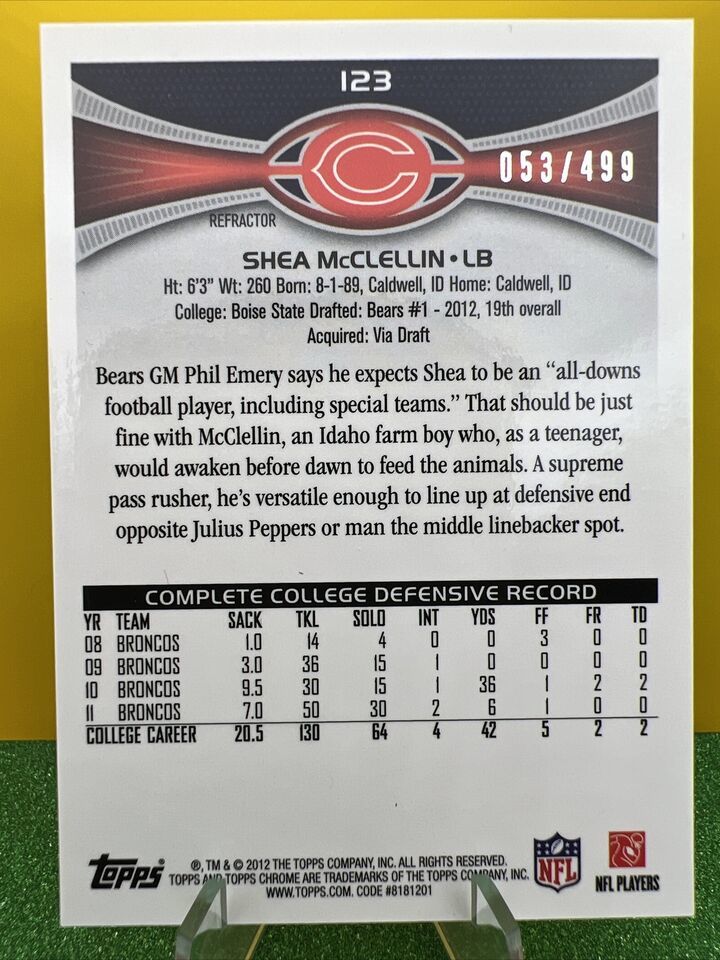 123
053/499
REFRACTOR
SHEA McCLELLIN • LB
Ht: 6'3" Wt: 260 Born: 8-1-89, Caldwell, ID Home: Caldwell, ID
College: Boise State Drafted: Bears #1 - 2012, 19th overall
Acquired: Via Draft
Bears GM Phil Emery says he expects Shea to be an “all-downs
football player, including special teams.” That should be just
fine with McClellin, an Idaho farm boy who, as a teenager,
would awaken before dawn to feed the animals. A supreme
pass rusher, he’s versatile enough to line up at defensive end
opposite Julius Peppers or man the middle linebacker spot.
COMPLETE COLLEGE DEFENSIVE RECORD
YR TEAM SACK TKL SOLO INT YDS FF FR TD
08 BRONCOS 1.0 14 4 0 0 3 0 0
09 BRONCOS 3.0 36 15 1 0 0 0 0
10 BRONCOS 9.5 30 15 1 36 1 2 2
11 BRONCOS 7.0 50 30 2 6 1 0 0
COLLEGE CAREER 20.5 130 64 4 42 5 2 2
topps®
®, TM & © 2012 THE TOPPS COMPANY, INC. ALL RIGHTS RESERVED.
TOPPS AND TOPPS CHROME ARE TRADEMARKS OF THE TOPPS COMPANY, INC.
WWW.TOPPS.COM. CODE #8181201
NFL
NFL PLAYERS